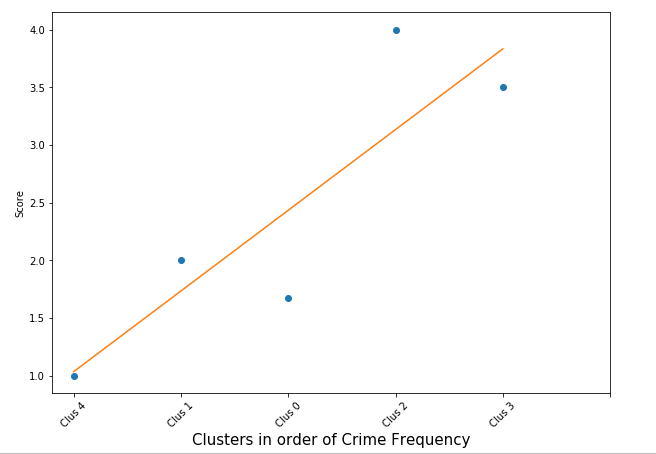 4.0
3.5
3.0
2.5
2.0
1.5
1.0
Score
Clus 4
Clus 1
Clus 0
Clus 2
Clus 3
Clusters in order of Crime Frequency